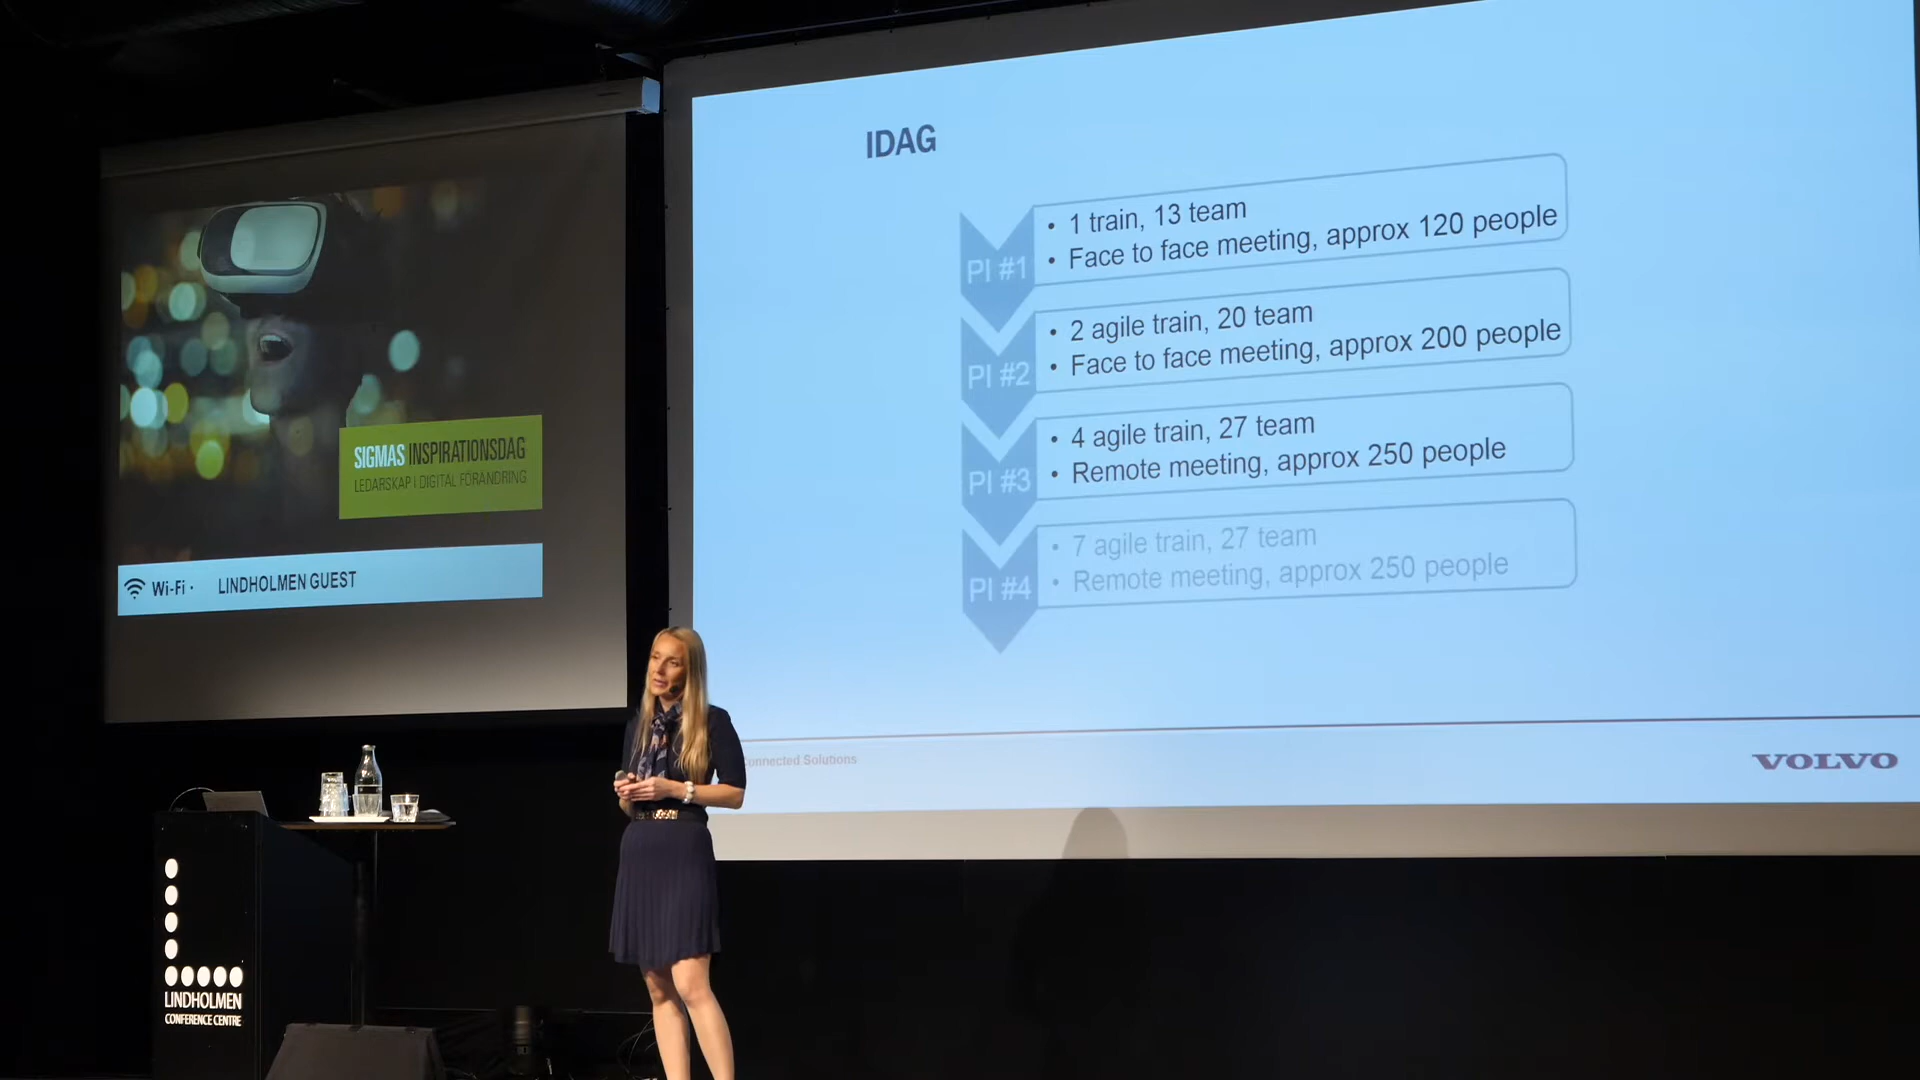 SIGMAS INSPIRATIONSDAG
LEDARSKAP I DIGITAL FÖRÄNDRING
Wi-Fi · LINDHOLMEN GUEST
IDAG
PI #1
• 1 train, 13 team
• Face to face meeting, approx 120 people
PI #2
• 2 agile train, 20 team
• Face to face meeting, approx 200 people
PI #3
• 4 agile train, 27 team
• Remote meeting, approx 250 people
PI #4
• 7 agile train, 27 team
• Remote meeting, approx 250 people
Connected Solutions
VOLVO
LINDHOLMEN
CONFERENCE CENTRE